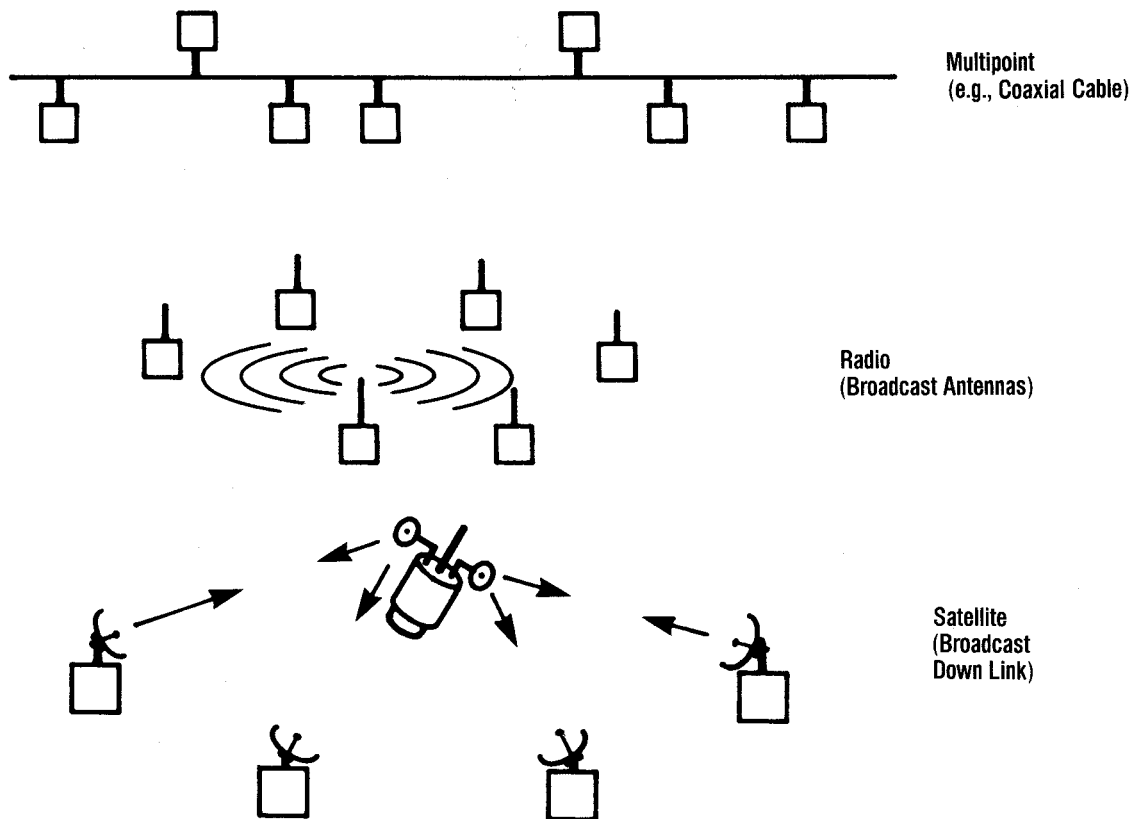 Multipoint
(e.g., Coaxial Cable)
Radio
(Broadcast Antennas)
Satellite
(Broadcast
Down Link)